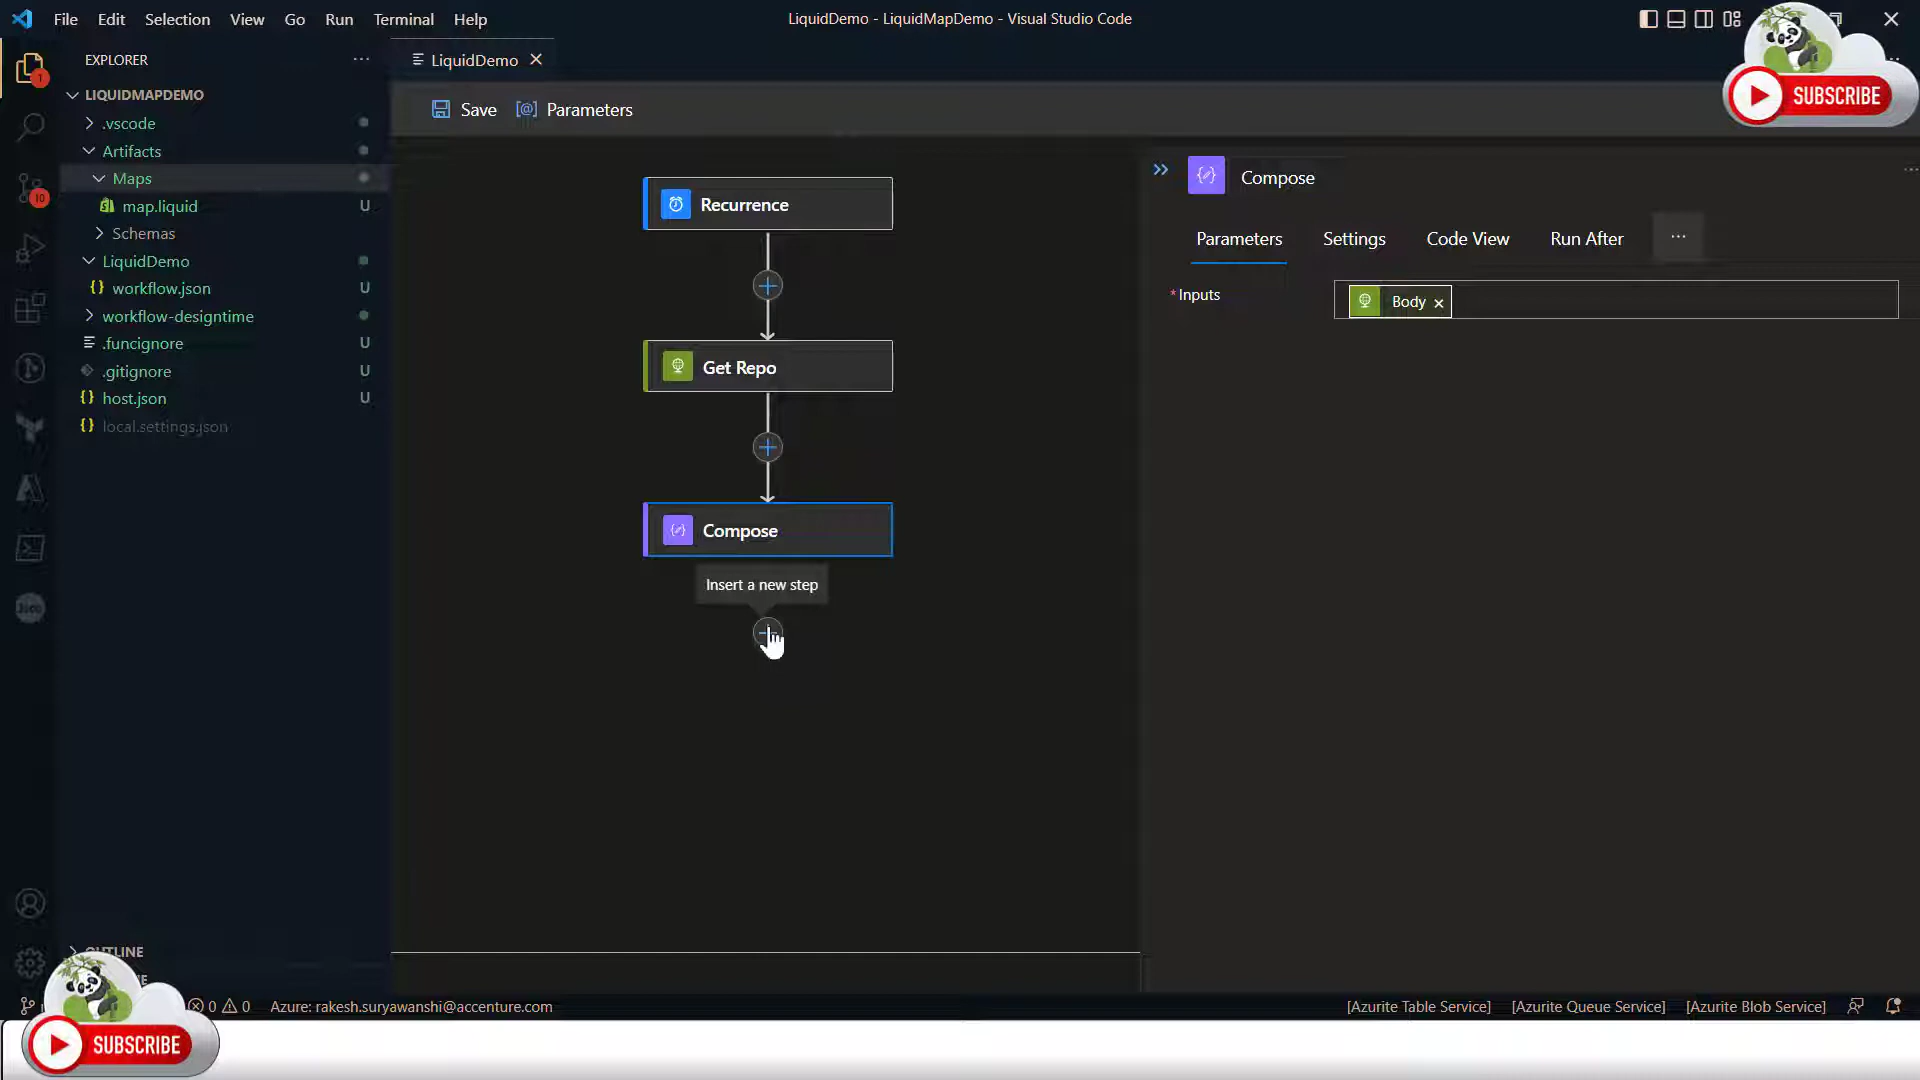 File Edit Selection View Go Run Terminal Help
LiquidDemo - LiquidMapDemo - Visual Studio Code
EXPLORER
LiquidDemo
LIQUIDMAPDEMO
.vscode
Artifacts
Maps
map.liquid U
Schemas
LiquidDemo
workflow.json U
workflow-designtime
.funcignore U
.gitignore U
host.json U
local.settings.json
OUTLINE
1
10
Save Parameters
Recurrence
Get Repo
Compose
Insert a new step
Compose
Parameters Settings Code View Run After
*Inputs
Body
SUBSCRIBE
0 0 Azure: rakesh.suryawanshi@accenture.com
[Azurite Table Service] [Azurite Queue Service] [Azurite Blob Service]
SUBSCRIBE